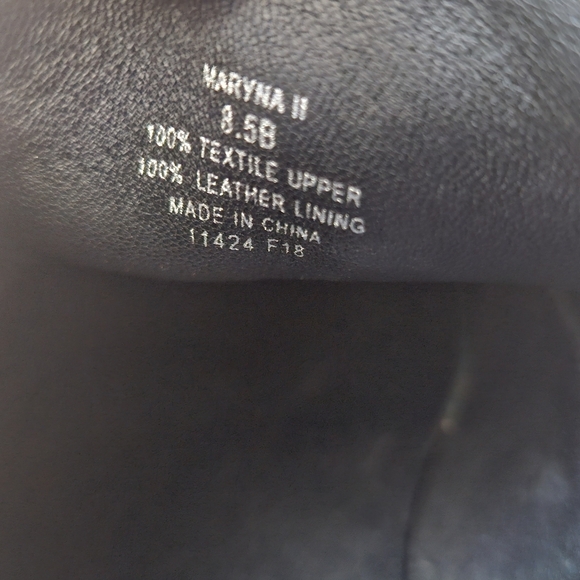 MARYNA II
8.5B
100% TEXTILE UPPER
100% LEATHER LINING
MADE IN CHINA
11424 F18